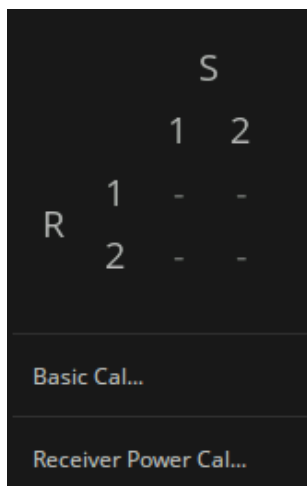 S
1 2
1 - -
R
2 - -
Basic Cal...
Receiver Power Cal...